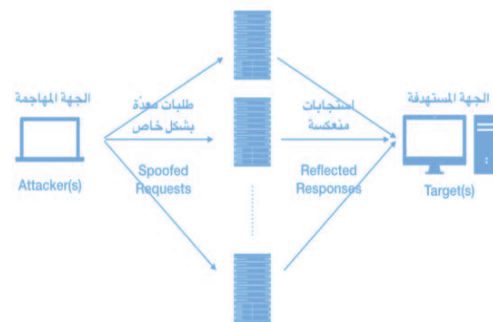 الجهة المهاجمة
Attacker(s)
طلبات معدّة
بشكل خاص
Spoofed
Requests
استجابات
منعكسة
Reflected
Responses
الجهة المستهدفة
Target(s)